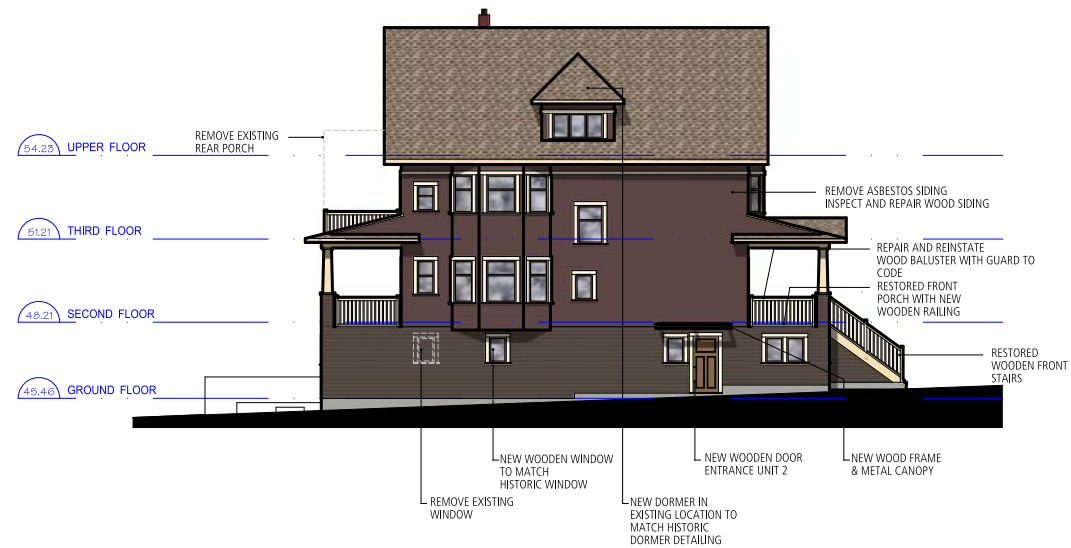 REMOVE EXISTING
REAR PORCH
54.23 UPPER FLOOR
REMOVE ASBESTOS SIDING
INSPECT AND REPAIR WOOD SIDING
51.21 THIRD FLOOR
REPAIR AND REINSTATE
WOOD BALUSTER WITH GUARD TO
CODE
RESTORED FRONT
PORCH WITH NEW
WOODEN RAILING
48.21 SECOND FLOOR
RESTORED
WOODEN FRONT
STAIRS
45.46 GROUND FLOOR
NEW WOODEN WINDOW
TO MATCH
HISTORIC WINDOW
NEW WOODEN DOOR
ENTRANCE UNIT 2
NEW WOOD FRAME
& METAL CANOPY
REMOVE EXISTING
WINDOW
NEW DORMER IN
EXISTING LOCATION TO
MATCH HISTORIC
DORMER DETAILING